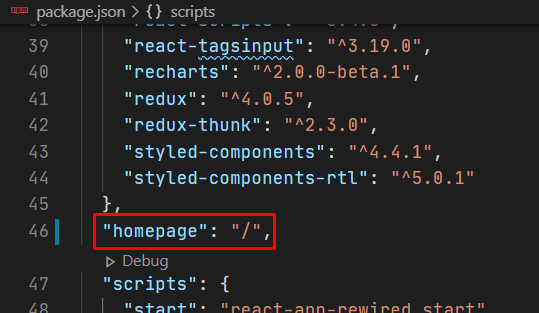 package.json > {} scripts
39 "react-tagsinput": "^3.19.0",
40 "recharts": "^2.0.0-beta.1",
41 "redux": "^4.0.5",
42 "redux-thunk": "^2.3.0",
43 "styled-components": "^4.4.1",
44 "styled-components-rtl": "^5.0.1"
45 },
46 "homepage": "/",
Debug
47 "scripts": {
48 "start": "react-app-rewired start"